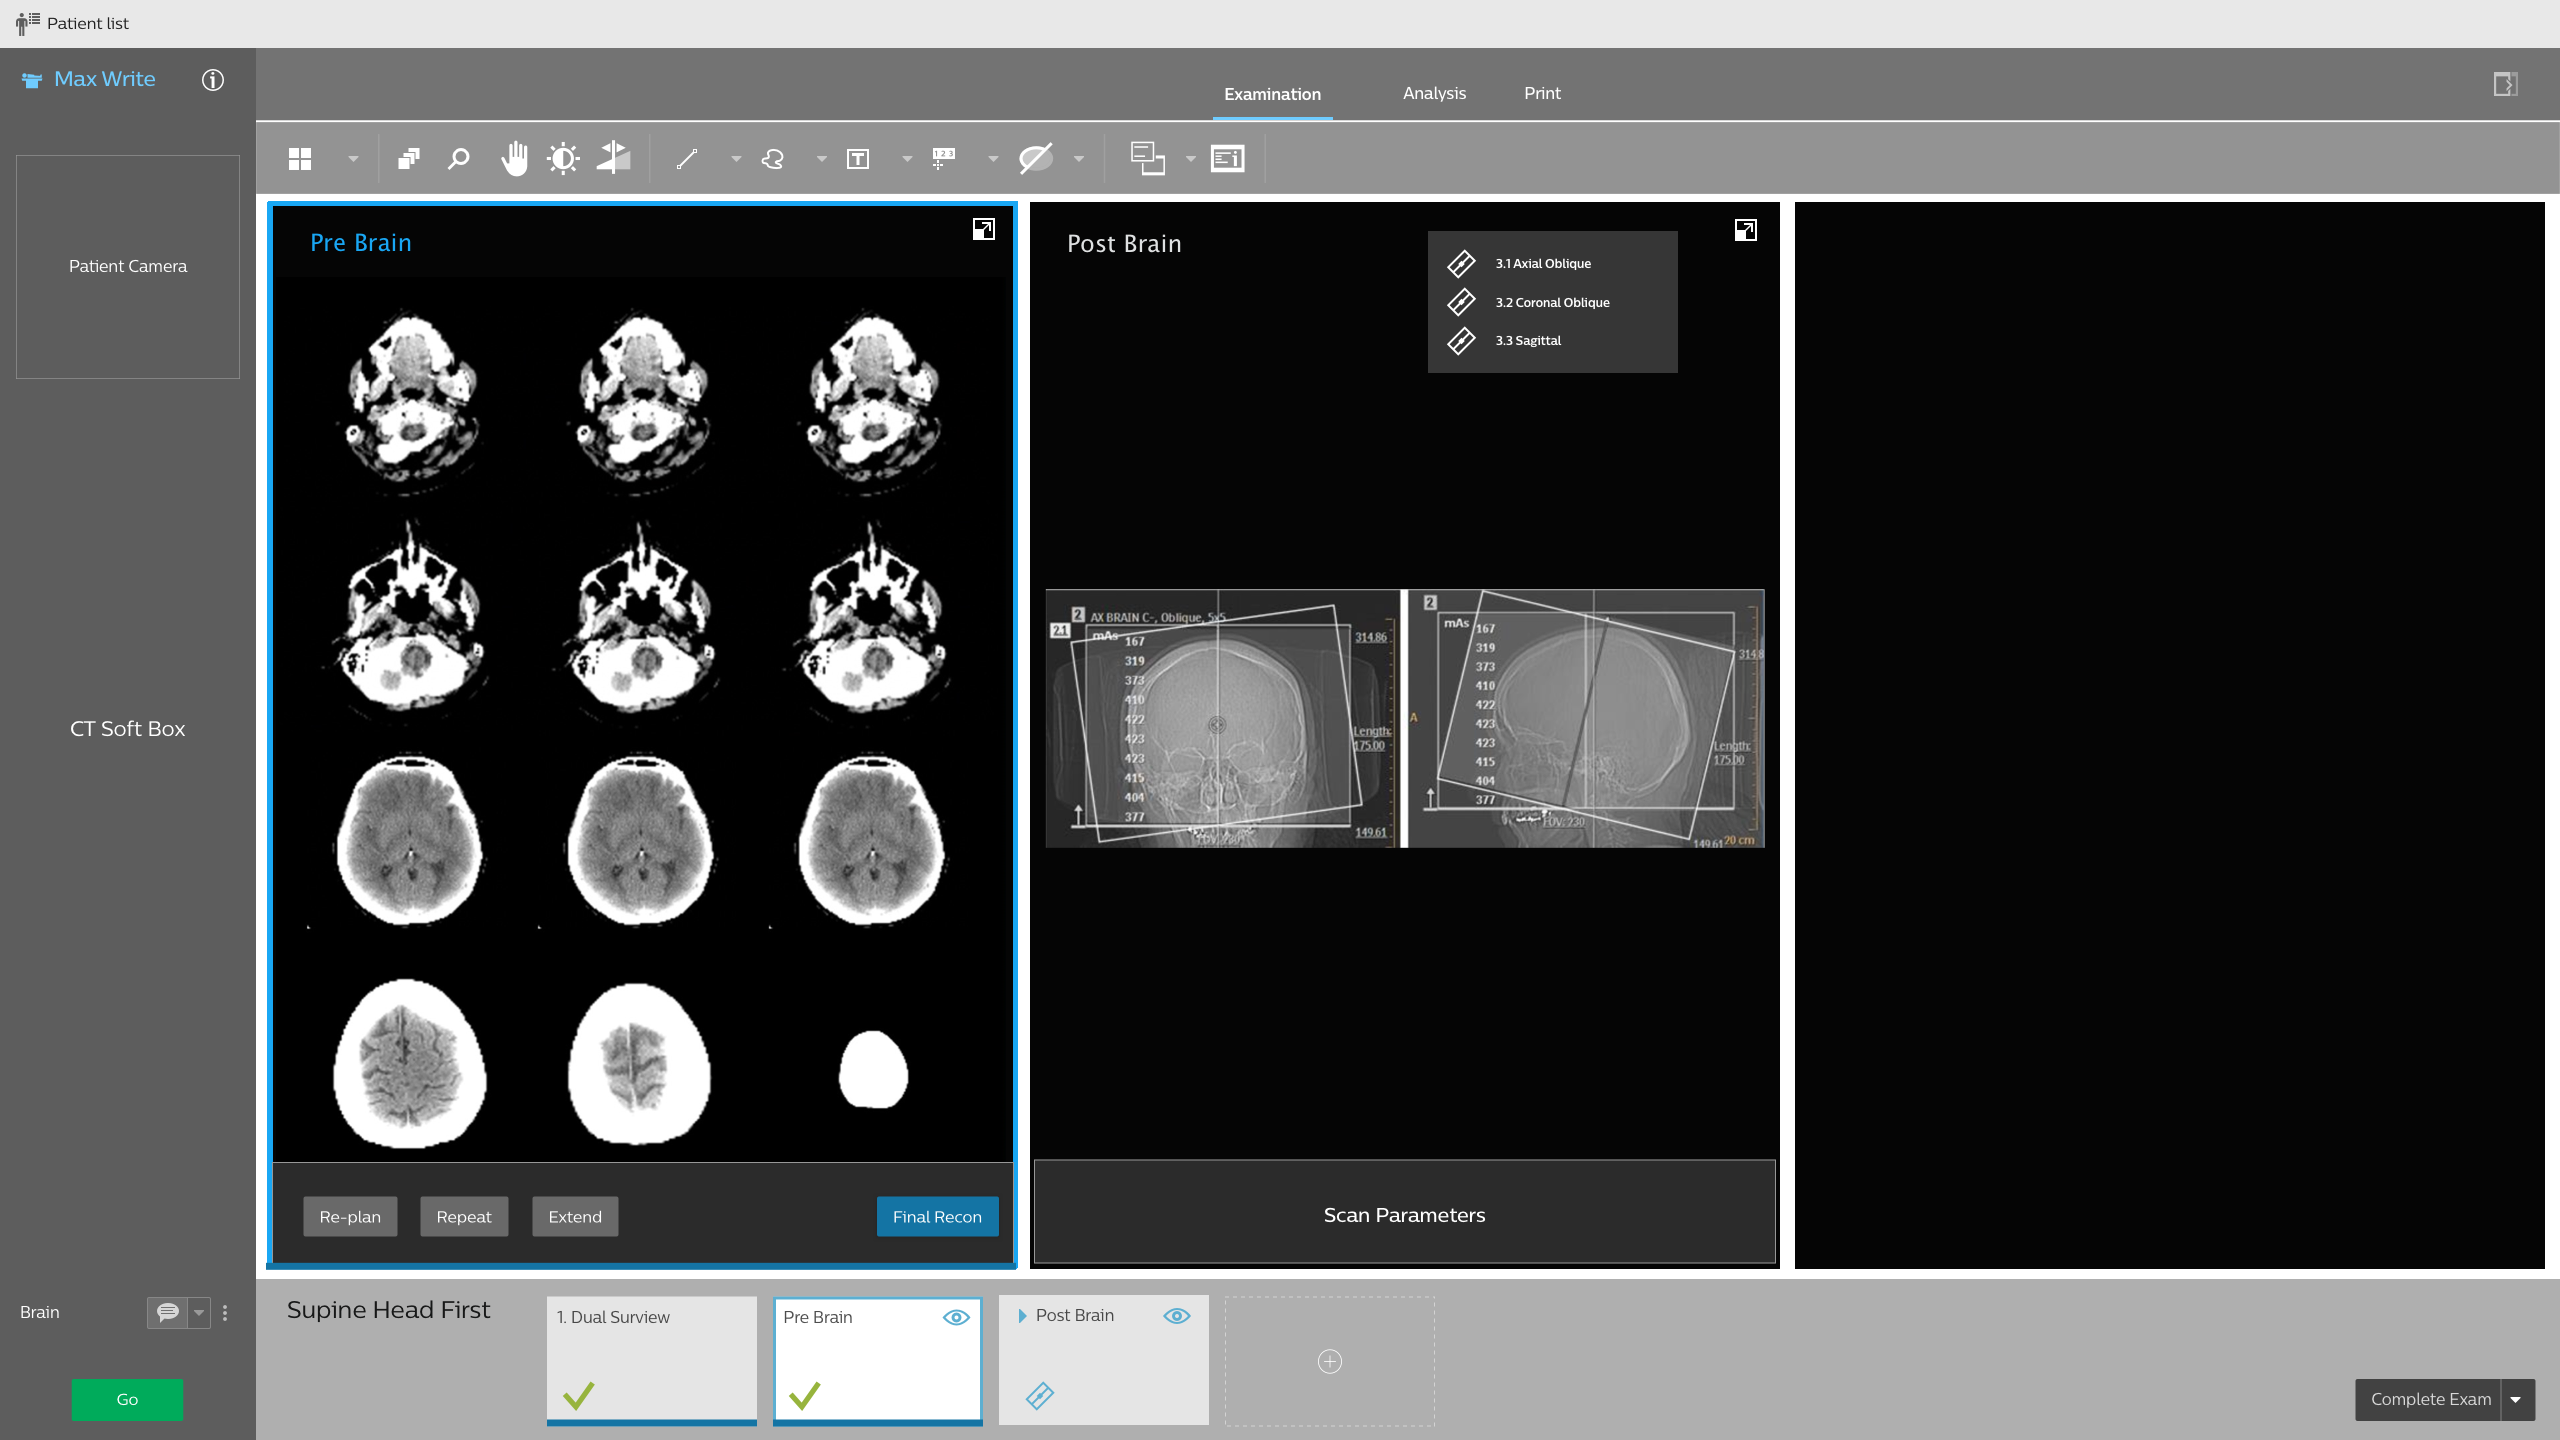 Patient list
Max Write
Examination
Analysis
Print
Patient Camera
CT Soft Box
1 2 3
T
Pre Brain
Re-plan
Repeat
Extend
Final Recon
Post Brain
3.1 Axial Oblique
3.2 Coronal Oblique
3.3 Sagittal
2 AX BRAIN C-, Oblique, 5x5
2.1
mAs
167
319
373
410
422
423
423
415
404
377
314.86
Length:
175.00
149.61
FOV: 230
2
mAs
167
319
373
410
422
423
423
415
404
377
A
314.8
Length:
175.00
FOV: 230
149.61
20 cm
Scan Parameters
Brain
Go
Supine Head First
1. Dual Surview
Pre Brain
Post Brain
Complete Exam